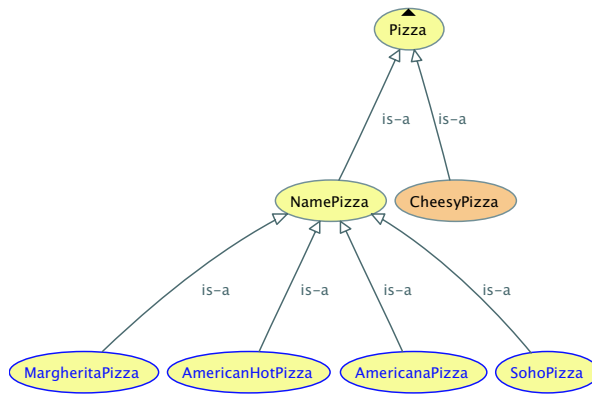 Pizza
is-a
is-a
NamePizza
CheesyPizza
is-a
is-a
is-a
is-a
MargheritaPizza
AmericanHotPizza
AmericanaPizza
SohoPizza